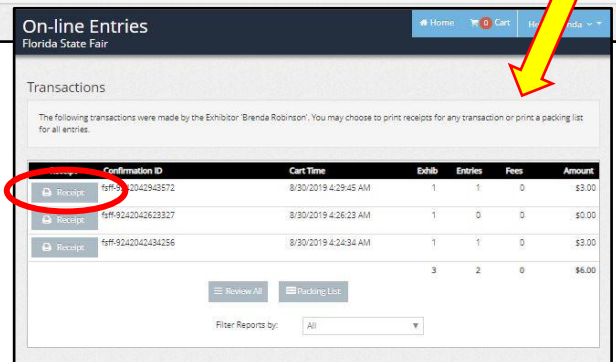 On-line Entries
Florida State Fair
Home 0 Cart
Transactions
The following transactions were made by the Exhibitor 'Brenda Robinson'. You may choose to print receipts for any transaction or print a packing list
for all entries.
Confirmation ID Cart Time Exhib Entries Fees Amount
Receipt fsff-9242042943572 8/30/2019 4:29:45 AM 1 1 0 $3.00
Receipt fsff-9242042623327 8/30/2019 4:26:23 AM 1 0 0 $0.00
Receipt fsff-9242042434256 8/30/2019 4:24:34 AM 1 1 0 $3.00
3 2 0 $6.00
Review All Packing List
Filter Reports by: All